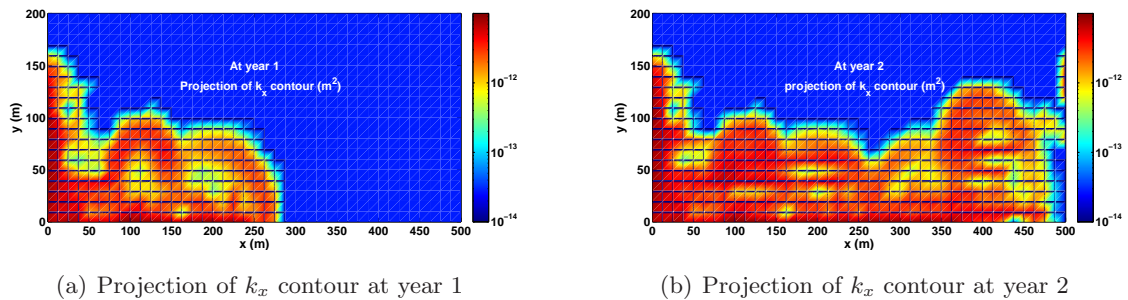 200
150
100
50
0
y (m)
0 50 100 150 200 250 300 350 400 450 500
x (m)
At year 1
Projection of k_x contour (m^2)
10^-12
10^-13
10^-14
200
150
100
50
0
y (m)
0 50 100 150 200 250 300 350 400 450 500
x (m)
At year 2
projection of k_x contour (m^2)
10^-12
10^-13
10^-14
(a) Projection of k_x contour at year 1
(b) Projection of k_x contour at year 2